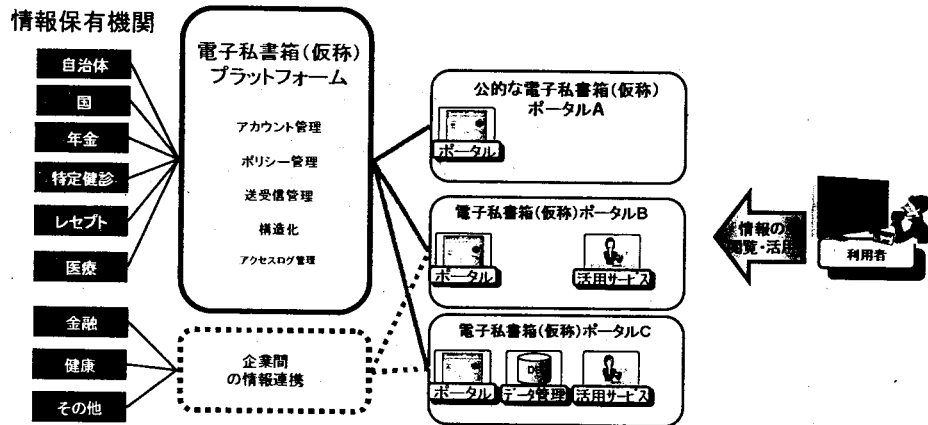 情報保有機関
自治体
国
年金
特定健診
レセプト
医療
金融
健康
その他
電子私書箱(仮称)
プラットフォーム
アカウント管理
ポリシー管理
送受信管理
構造化
アクセスログ管理
企業間
の情報連携
公的な電子私書箱(仮称)
ポータルA
ポータル
電子私書箱(仮称)ポータルB
ポータル
活用サービス
電子私書箱(仮称)ポータルC
ポータル
DB
データ管理
活用サービス
情報の
閲覧・活用
利用者